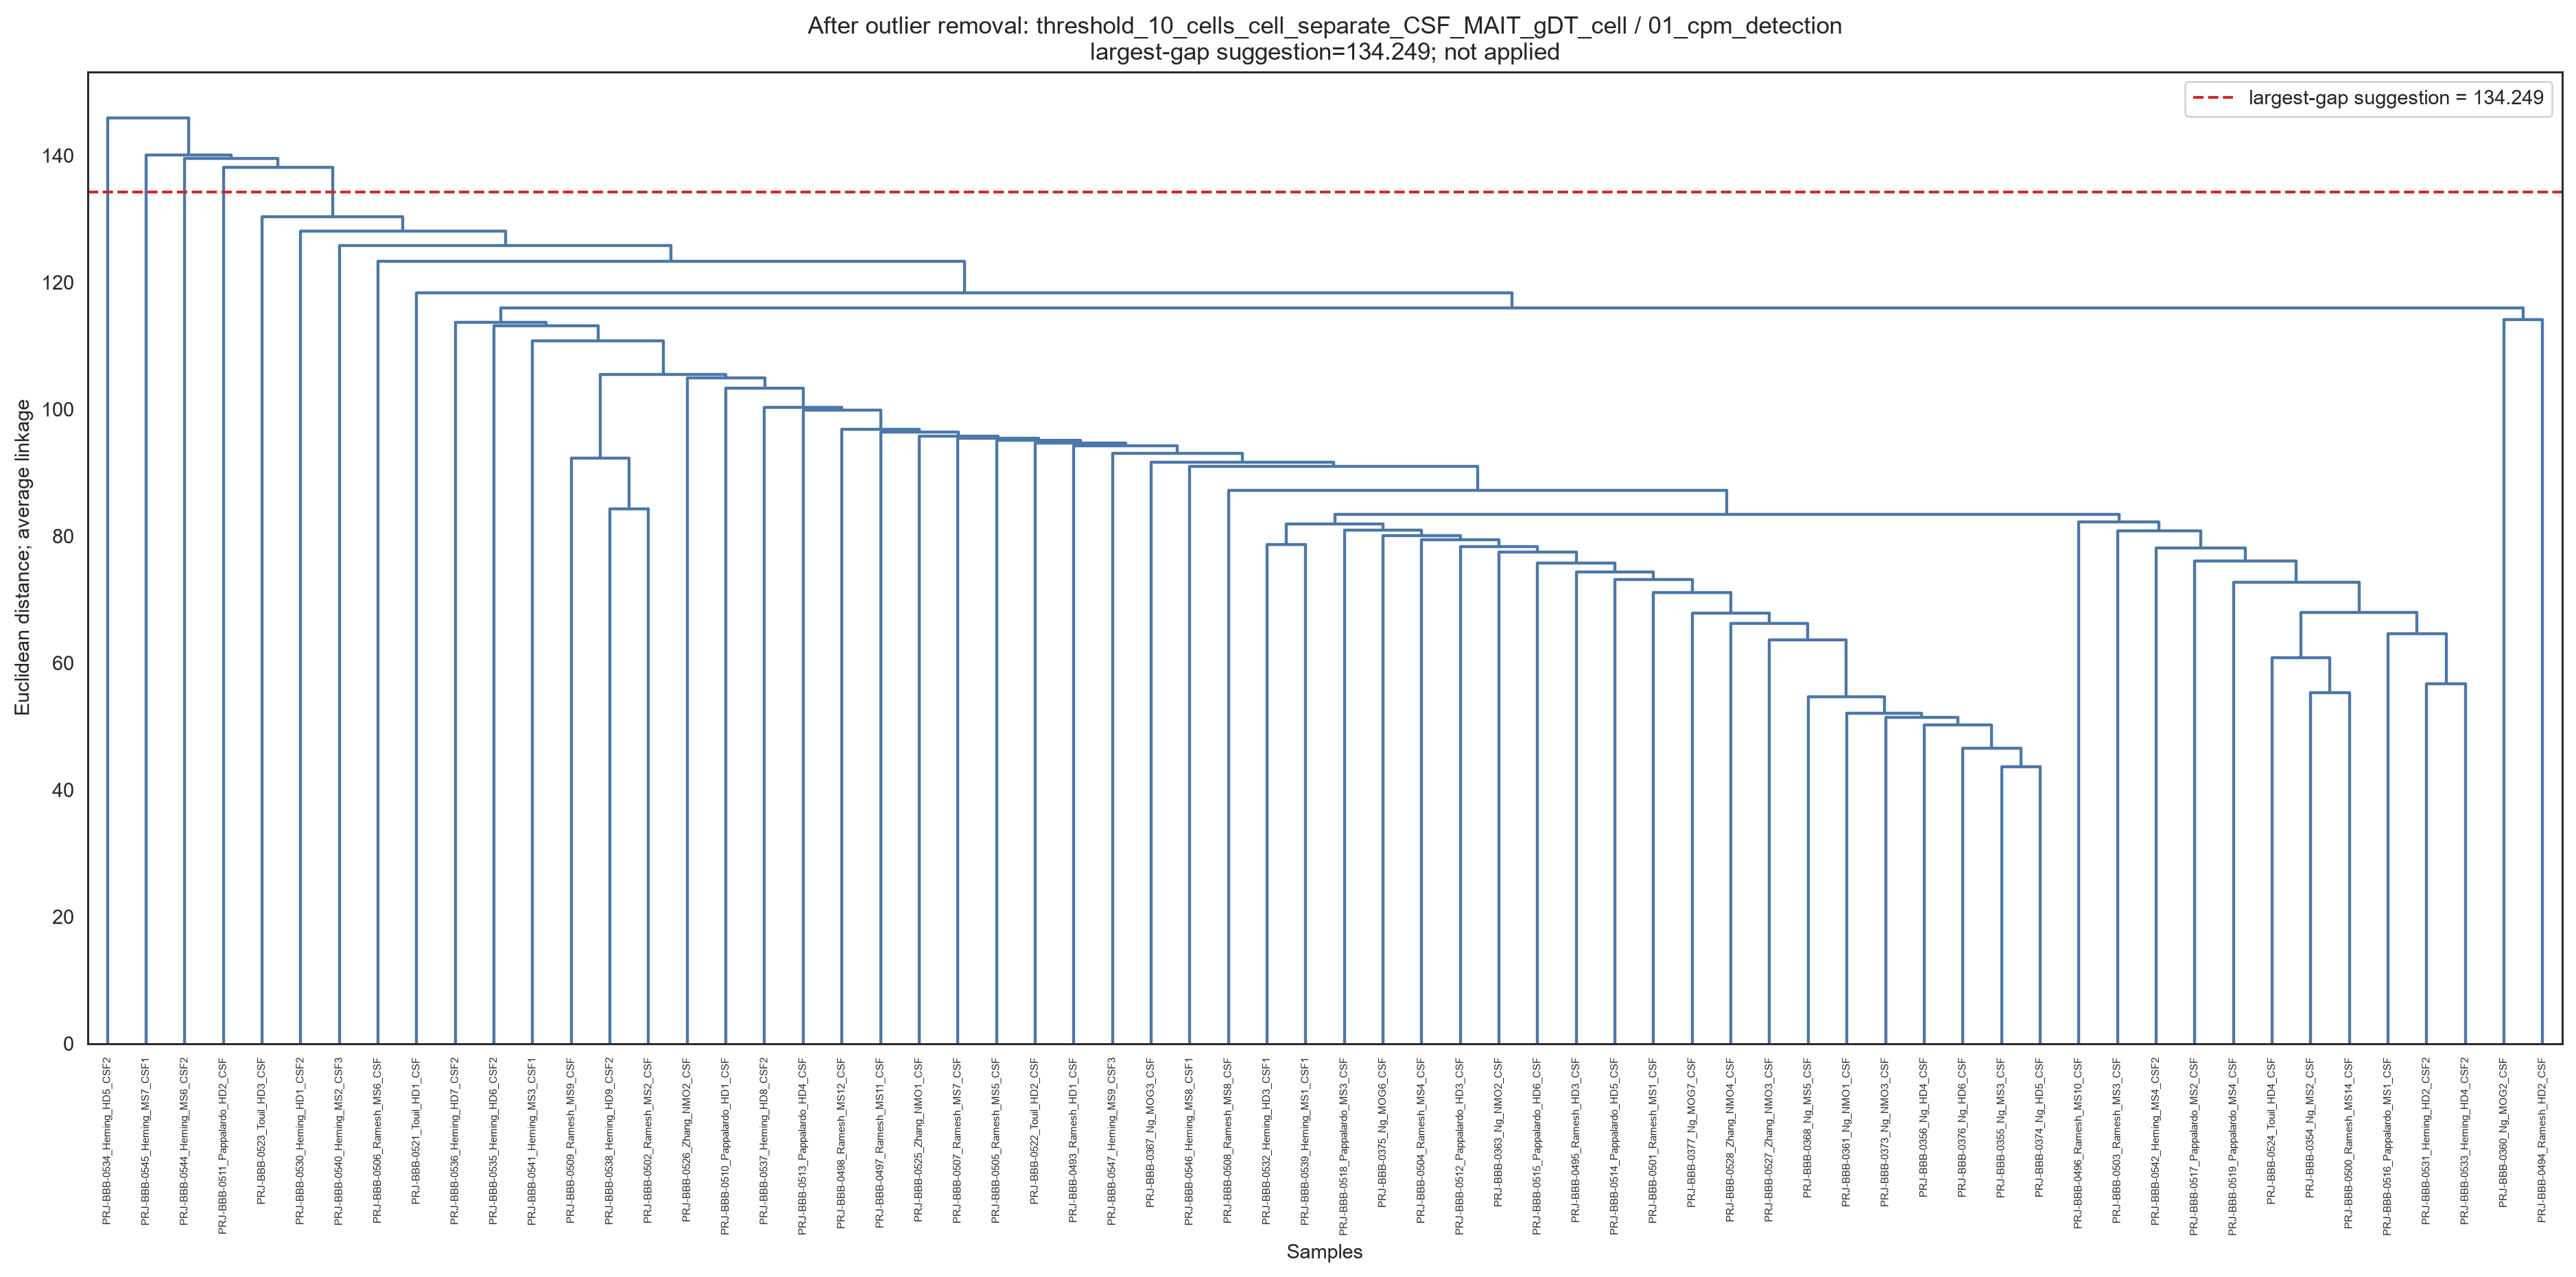 After outlier removal: threshold_10_cells_cell_separate_CSF_MAIT_gDT_cell / 01_cpm_detection
largest-gap suggestion=134.249; not applied
largest-gap suggestion = 134.249
Euclidean distance; average linkage
140
120
100
80
60
40
20
0
PRJ-BBB-0534_Heming_HD5_CSF2
PRJ-BBB-0545_Heming_MS7_CSF1
PRJ-BBB-0544_Heming_MS6_CSF2
PRJ-BBB-0511_Pappalardo_HD2_CSF
PRJ-BBB-0523_Touil_HD3_CSF
PRJ-BBB-0530_Heming_HD1_CSF2
PRJ-BBB-0540_Heming_MS2_CSF3
PRJ-BBB-0506_Ramesh_MS6_CSF
PRJ-BBB-0521_Touil_HD1_CSF
PRJ-BBB-0536_Heming_HD7_CSF2
PRJ-BBB-0535_Heming_HD6_CSF2
PRJ-BBB-0541_Heming_MS3_CSF1
PRJ-BBB-0509_Ramesh_MS9_CSF
PRJ-BBB-0538_Heming_HD9_CSF2
PRJ-BBB-0502_Ramesh_MS2_CSF
PRJ-BBB-0526_Zhang_NMO2_CSF
PRJ-BBB-0510_Pappalardo_HD1_CSF
PRJ-BBB-0537_Heming_HD8_CSF2
PRJ-BBB-0513_Pappalardo_HD4_CSF
PRJ-BBB-0498_Ramesh_MS12_CSF
PRJ-BBB-0497_Ramesh_MS11_CSF
PRJ-BBB-0525_Zhang_NMO1_CSF
PRJ-BBB-0507_Ramesh_MS7_CSF
PRJ-BBB-0505_Ramesh_MS5_CSF
PRJ-BBB-0522_Touil_HD2_CSF
PRJ-BBB-0493_Ramesh_HD1_CSF
PRJ-BBB-0547_Heming_MS9_CSF3
PRJ-BBB-0367_Ng_MOG3_CSF
PRJ-BBB-0546_Heming_MS8_CSF1
PRJ-BBB-0508_Ramesh_MS8_CSF
PRJ-BBB-0532_Heming_HD3_CSF1
PRJ-BBB-0539_Heming_MS1_CSF1
PRJ-BBB-0518_Pappalardo_MS3_CSF
PRJ-BBB-0375_Ng_MOG6_CSF
PRJ-BBB-0504_Ramesh_MS4_CSF
PRJ-BBB-0512_Pappalardo_HD3_CSF
PRJ-BBB-0363_Ng_NMO2_CSF
PRJ-BBB-0515_Pappalardo_HD6_CSF
PRJ-BBB-0495_Ramesh_HD3_CSF
PRJ-BBB-0514_Pappalardo_HD5_CSF
PRJ-BBB-0501_Ramesh_MS1_CSF
PRJ-BBB-0377_Ng_MOG7_CSF
PRJ-BBB-0528_Zhang_NMO4_CSF
PRJ-BBB-0527_Zhang_NMO3_CSF
PRJ-BBB-0368_Ng_MS5_CSF
PRJ-BBB-0361_Ng_NMO1_CSF
PRJ-BBB-0373_Ng_NMO3_CSF
PRJ-BBB-0356_Ng_HD4_CSF
PRJ-BBB-0376_Ng_HD6_CSF
PRJ-BBB-0355_Ng_MS3_CSF
PRJ-BBB-0374_Ng_HD5_CSF
PRJ-BBB-0496_Ramesh_MS10_CSF
PRJ-BBB-0503_Ramesh_MS3_CSF
PRJ-BBB-0542_Heming_MS4_CSF2
PRJ-BBB-0517_Pappalardo_MS2_CSF
PRJ-BBB-0519_Pappalardo_MS4_CSF
PRJ-BBB-0524_Touil_HD4_CSF
PRJ-BBB-0354_Ng_MS2_CSF
PRJ-BBB-0500_Ramesh_MS14_CSF
PRJ-BBB-0516_Pappalardo_MS1_CSF
PRJ-BBB-0531_Heming_HD2_CSF2
PRJ-BBB-0533_Heming_HD4_CSF2
PRJ-BBB-0360_Ng_MOG2_CSF
PRJ-BBB-0494_Ramesh_HD2_CSF
Samples